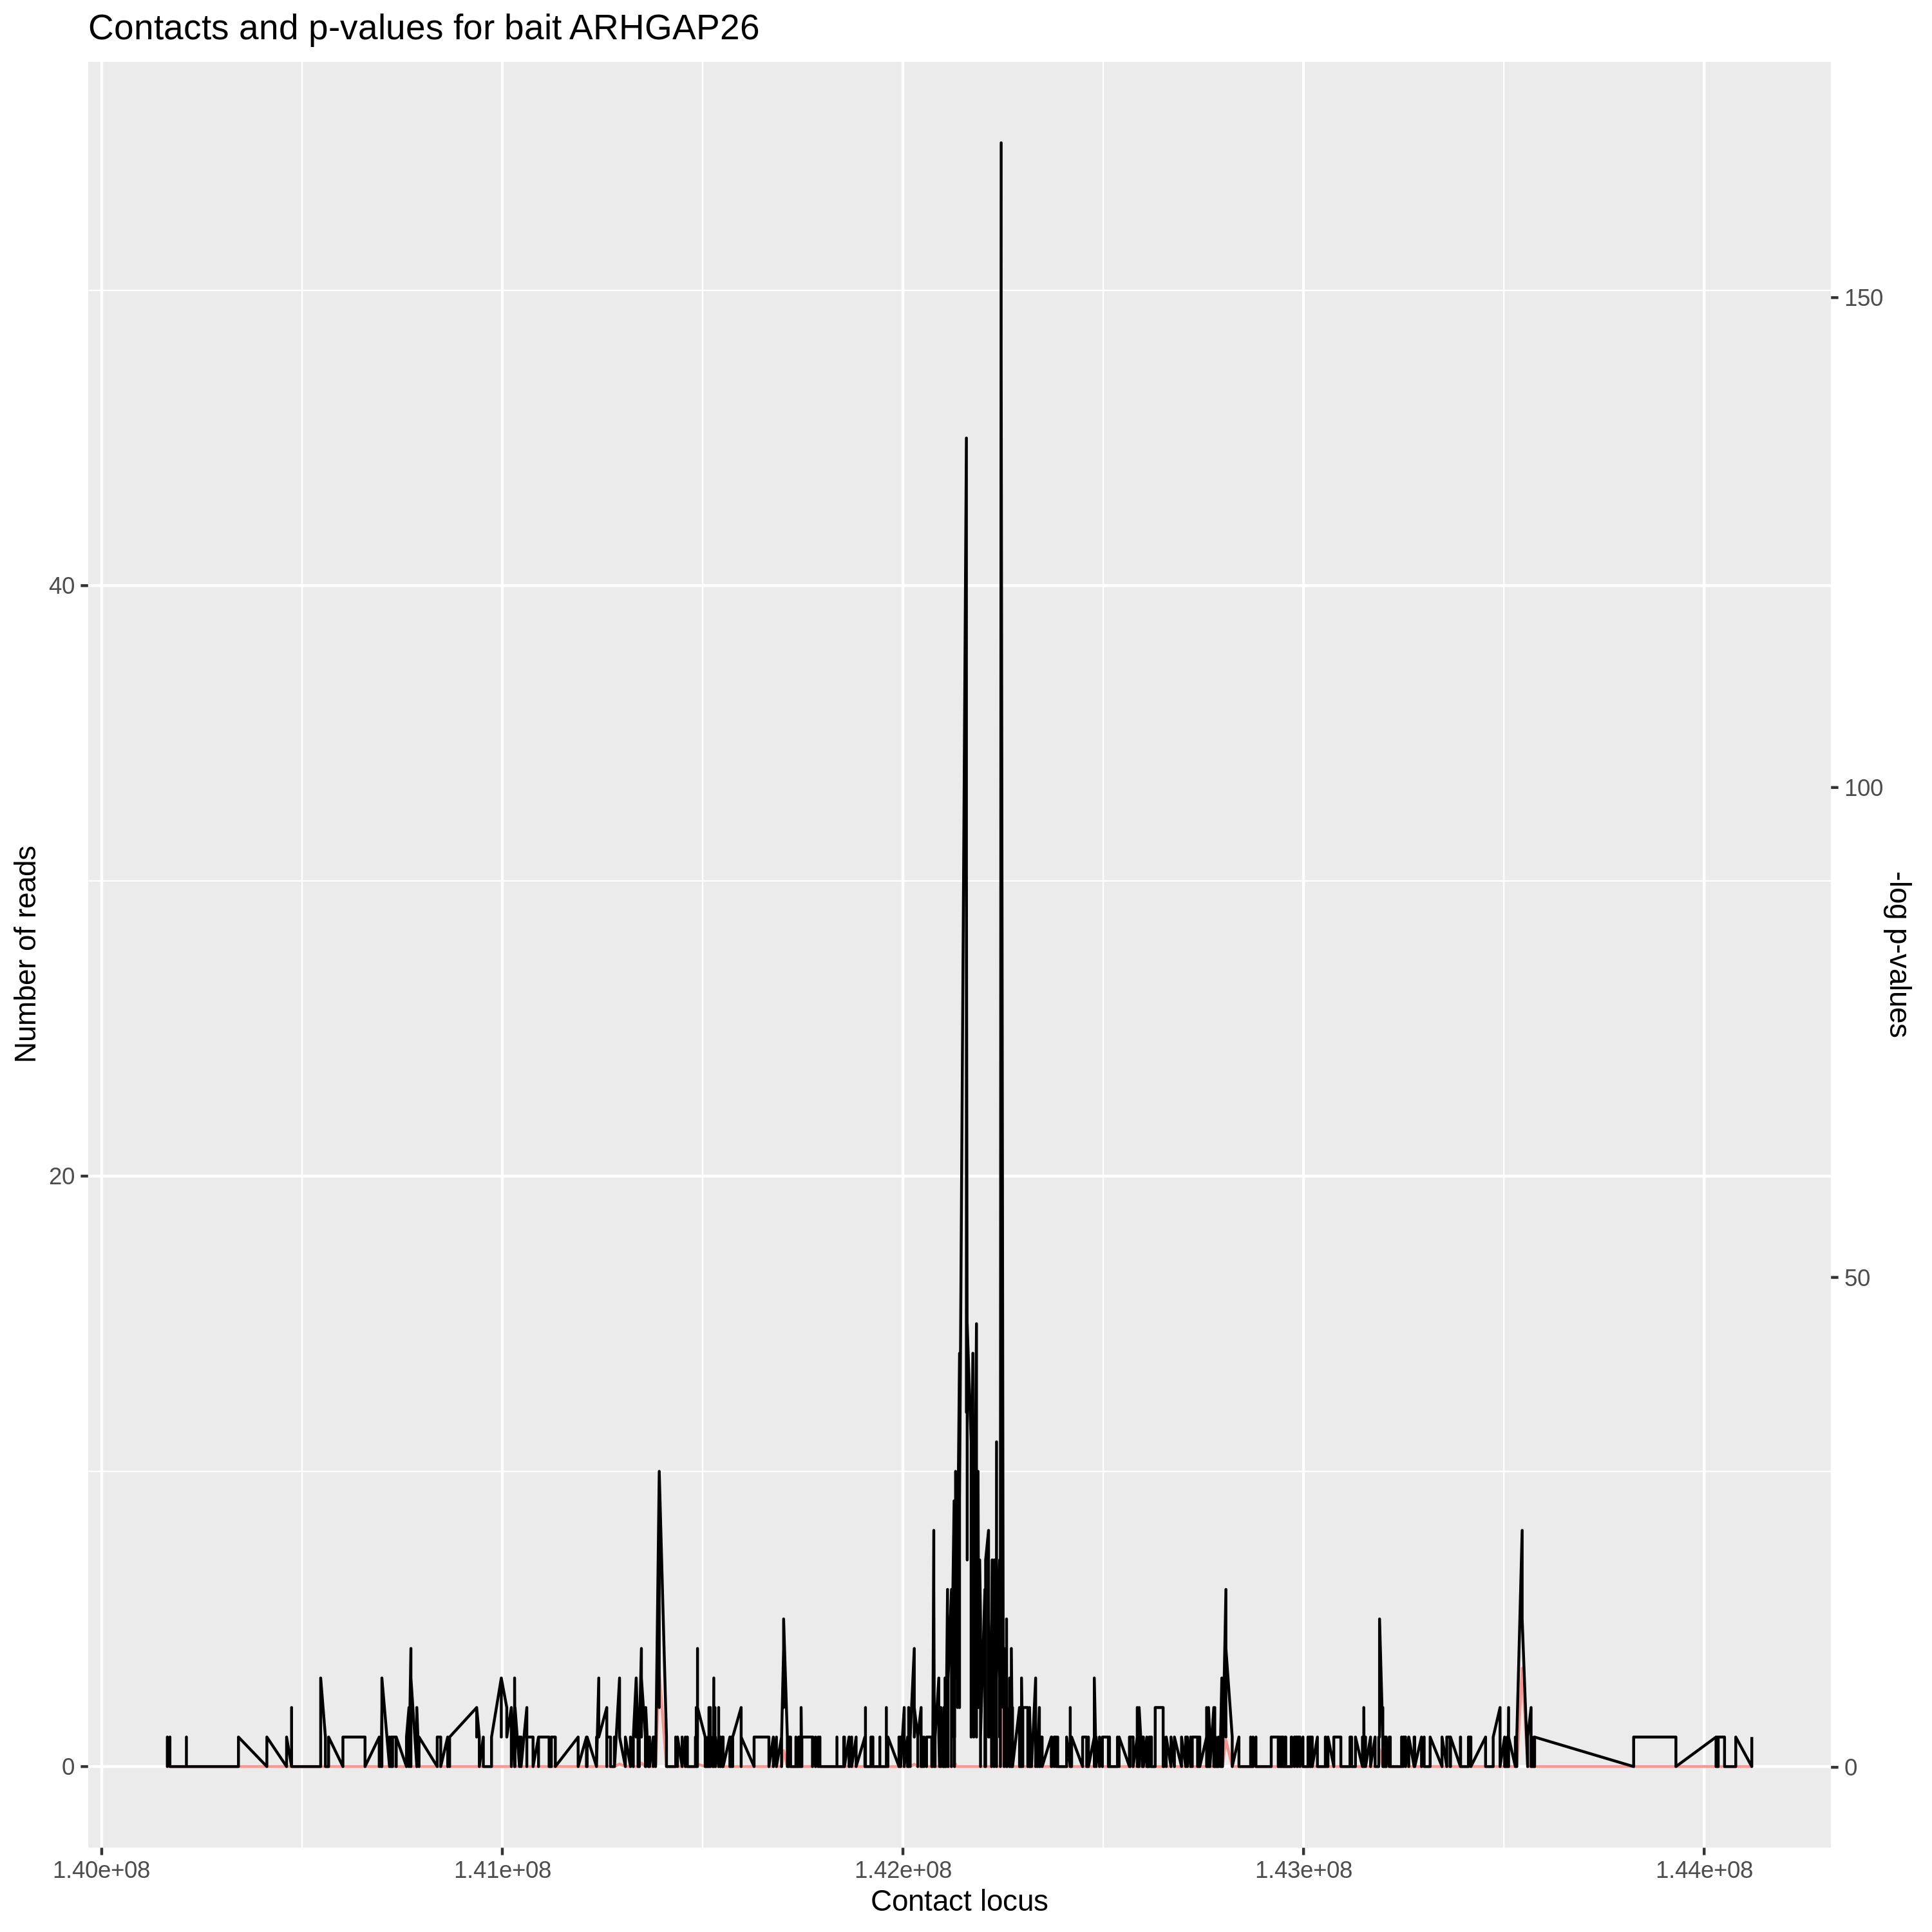 Contacts and p-values for bait ARHGAP26
Number of reads
40
20
0
150
100
50
0
-log p-values
1.40e+08
1.41e+08
1.42e+08
1.43e+08
1.44e+08
Contact locus